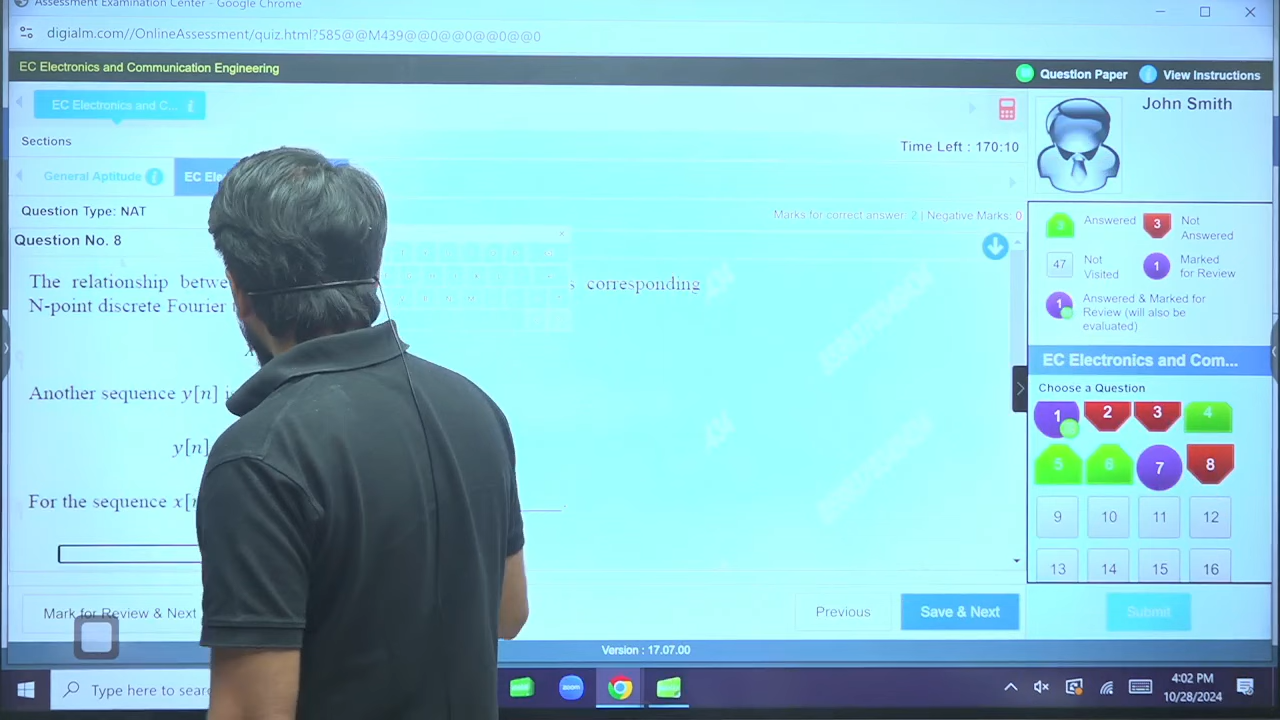 Assessment Examination Center - Google Chrome
digialm.com//OnlineAssessment/quiz.html?585@@M439@@0@@0@@0@@0
EC Electronics and Communication Engineering
Question Paper
View Instructions
EC Electronics and C... i
John Smith
Sections
Time Left : 170:10
General Aptitude i
EC Ele
Question Type: NAT
Marks for correct answer: 2 | Negative Marks: 0
Question No. 8
3 Answered
3 Not Answered
47 Not Visited
1 Marked for Review
1 Answered & Marked for Review (will also be evaluated)
The relationship betwe
s corresponding
N-point discrete Fourier
Another sequence y[n]
y[n]
For the sequence x[n
EC Electronics and Com...
Choose a Question
1 2 3 4
5 6 7 8
9 10 11 12
13 14 15 16
Mark for Review & Next
Previous
Save & Next
Submit
Version : 17.07.00
Type here to sear
zoom
4:02 PM
10/28/2024